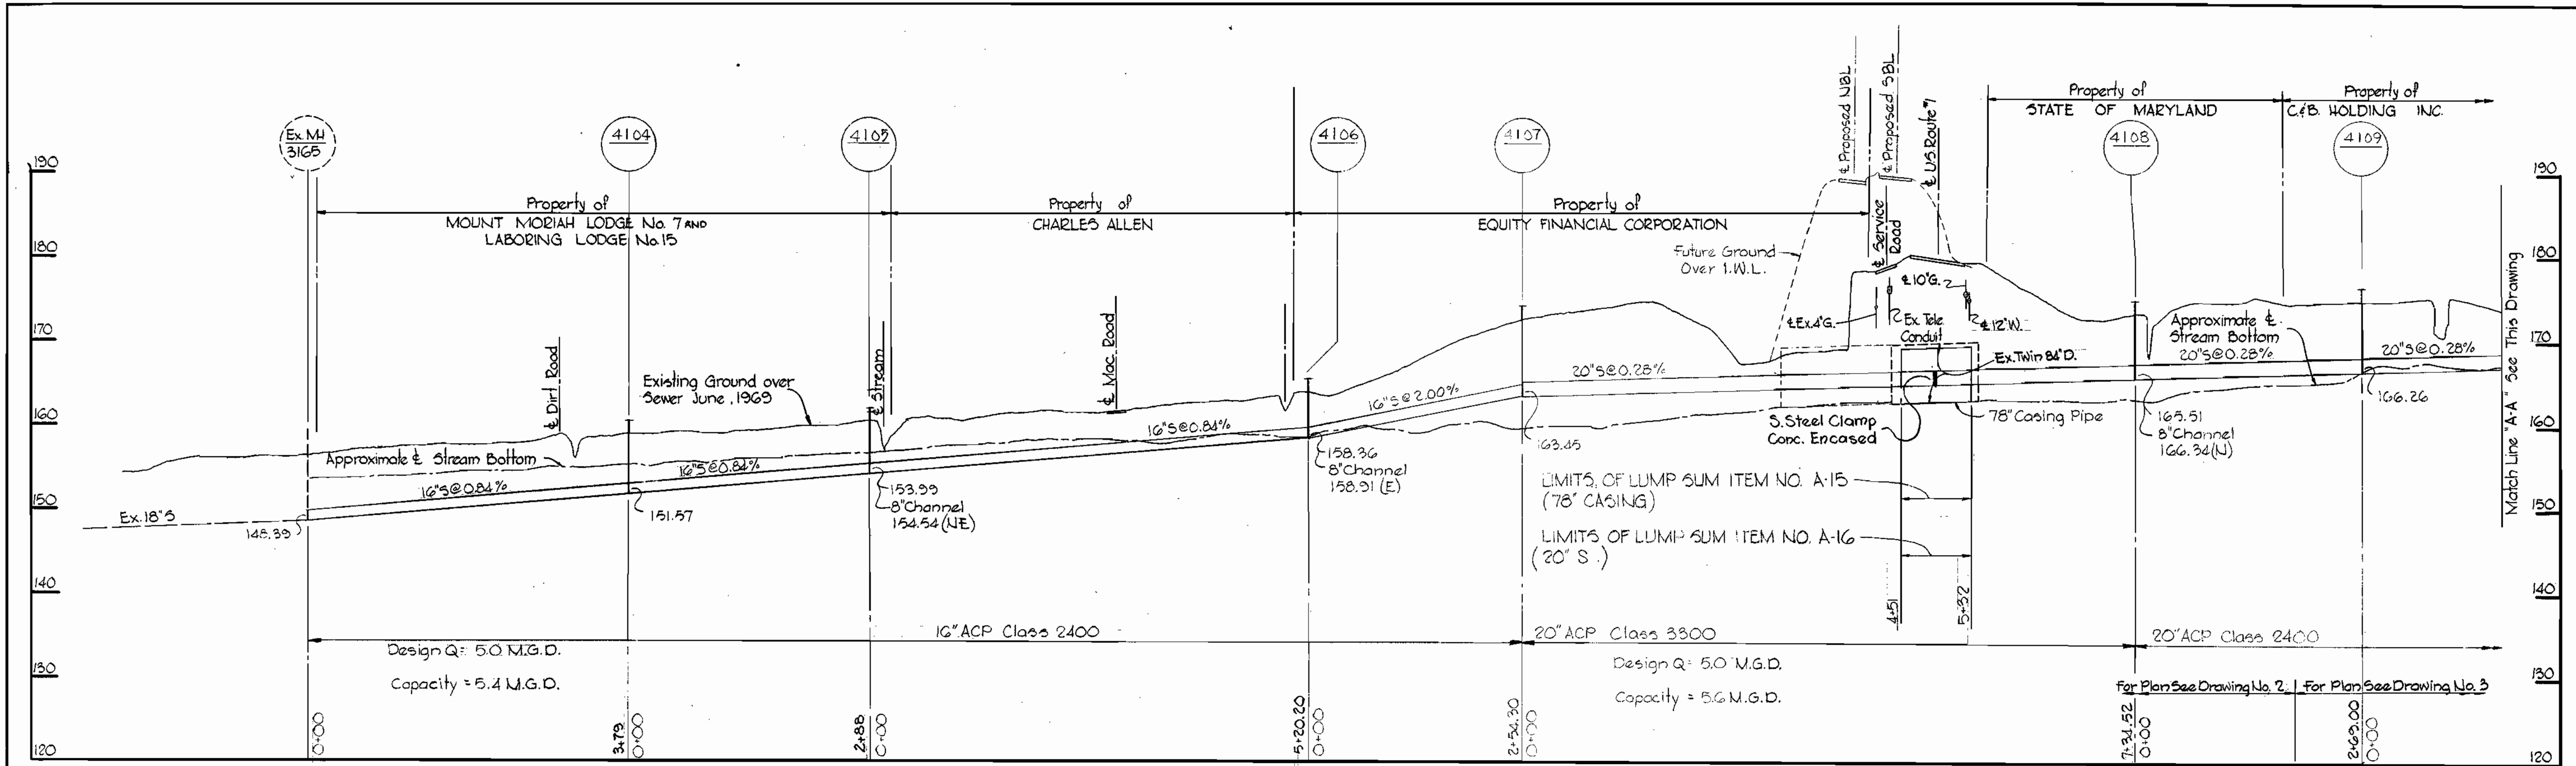 Ex. MH
3165
4104
4105
4106
4107
4108
4109
℄ Proposed NBL
℄ Proposed SBL
℄ U.S. Route #1
℄ Service
Road
Property of
MOUNT MORIAH LODGE No. 7 AND
LABORING LODGE No. 15
Property of
CHARLES ALLEN
Property of
EQUITY FINANCIAL CORPORATION
Property of
STATE OF MARYLAND
Property of
C.&B. HOLDING INC.
190
180
170
160
150
140
130
120
190
180
170
160
150
140
130
120
Future Ground
Over I.W.L.
℄ Dirt Road
Existing Ground over
Sewer June, 1969
℄ Stream
℄ Mac. Road
℄ 10"G.
℄ Ex. 4"G.
Ex. Tele.
Conduit
℄ 12"W.
Ex. Twin 84"D.
Approximate ℄
Stream Bottom
20"S@0.28%
20"S@0.28%
20"S@0.28%
16"S@2.00%
16"S@0.84%
16"S@0.84%
16"S@0.84%
Approximate ℄ Stream Bottom
Ex. 18"S
148.39
151.57
153.99
8"Channel
154.54(NE)
158.36
8"Channel
158.91 (E)
163.45
S. Steel Clamp
Conc. Encased
78" Casing Pipe
165.51
8"Channel
166.34(N)
166.26
LIMITS OF LUMP SUM ITEM NO. A-15
(78" CASING)
LIMITS OF LUMP SUM ITEM NO. A-16
(20" S.)
4+51
5+32
Match Line "A-A" See This Drawing
16" ACP Class 2400
20" ACP Class 3300
20" ACP Class 2400
Design Q= 5.0 M.G.D.
Capacity = 5.4 M.G.D.
Design Q= 5.0 M.G.D.
Capacity = 5.6 M.G.D.
For Plan See Drawing No. 2
For Plan See Drawing No. 3
0+00
3+79
0+00
2+88
0+00
5+20.20
0+00
2+54.30
0+00
7+34.52
0+00
2+69.00
0+00